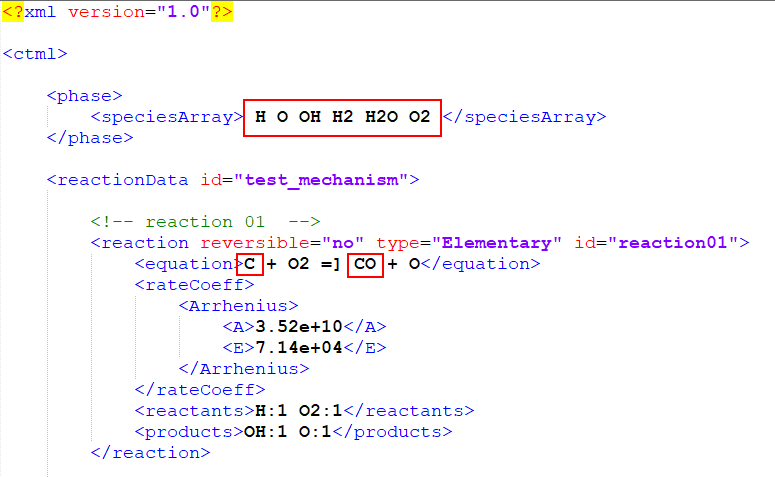 <?xml version="1.0"?>
<ctml>
<phase>
<speciesArray> H O OH H2 H2O O2 </speciesArray>
</phase>
<reactionData id="test_mechanism">
<!-- reaction 01  -->
<reaction reversible="no" type="Elementary" id="reaction01">
<equation>C + O2 =] CO + O</equation>
<rateCoeff>
<Arrhenius>
<A>3.52e+10</A>
<E>7.14e+04</E>
</Arrhenius>
</rateCoeff>
<reactants>H:1 O2:1</reactants>
<products>OH:1 O:1</products>
</reaction>